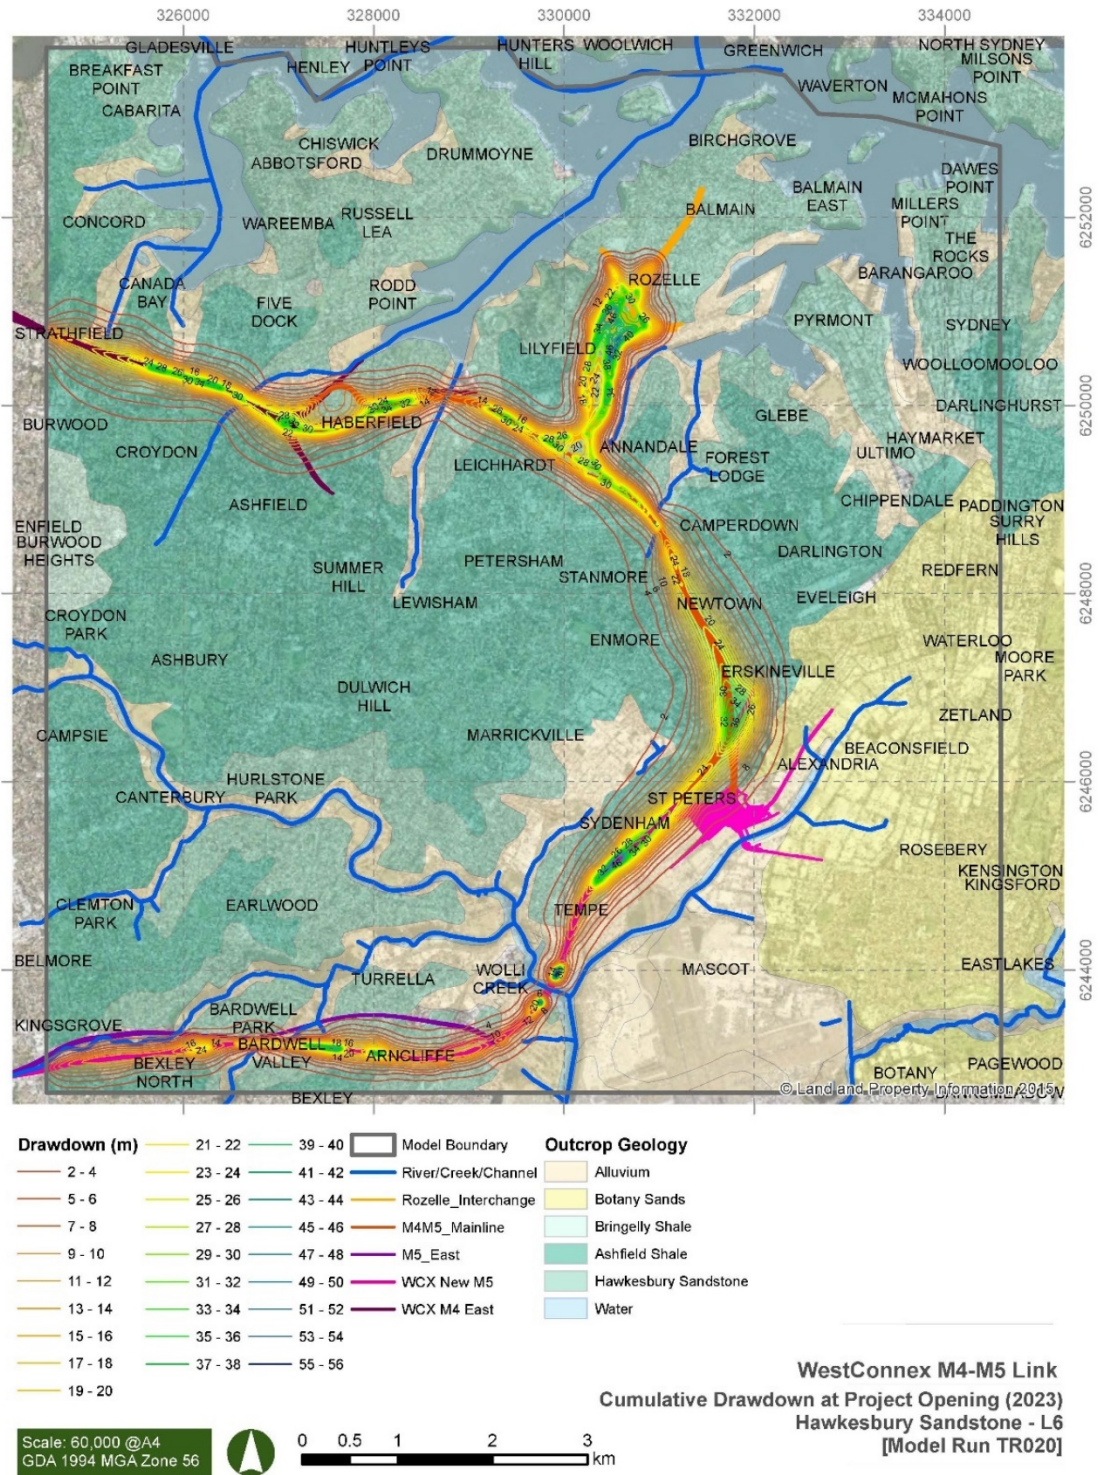 326000 328000 330000 332000 334000
GLADESVILLE
HUNTLEYS
POINT
HUNTERS
HILL
WOOLWICH
GREENWICH
NORTH SYDNEY
MILSONS
POINT
BREAKFAST
POINT
HENLEY
WAVERTON
MCMAHONS
POINT
CABARITA
CHISWICK
ABBOTSFORD
DRUMMOYNE
BIRCHGROVE
DAWES
POINT
BALMAIN
EAST
MILLERS
POINT
CONCORD
WAREEMBA
RUSSELL
LEA
BALMAIN
6252000
THE
ROCKS
BARANGAROO
CANADA
BAY
RODD
POINT
ROZELLE
FIVE
DOCK
PYRMONT
SYDNEY
STRATHFIELD
LILYFIELD
WOOLLOOMOOLOO
6250000
BURWOOD
HABERFIELD
GLEBE
DARLINGHURST
CROYDON
LEICHHARDT
ANNANDALE
FOREST
LODGE
HAYMARKET
ULTIMO
ASHFIELD
CHIPPENDALE
PADDINGTON
SURRY
HILLS
ENFIELD
BURWOOD
HEIGHTS
CAMPERDOWN
DARLINGTON
SUMMER
HILL
PETERSHAM
STANMORE
REDFERN
6248000
LEWISHAM
NEWTOWN
EVELEIGH
CROYDON
PARK
ENMORE
WATERLOO
MOORE
PARK
ASHBURY
ERSKINEVILLE
DULWICH
HILL
ZETLAND
CAMPSIE
MARRICKVILLE
BEACONSFIELD
ALEXANDRIA
6246000
HURLSTONE
PARK
CANTERBURY
ST PETERS
SYDENHAM
ROSEBERY
KENSINGTON
KINGSFORD
CLEMTON
PARK
EARLWOOD
TEMPE
BELMORE
TURRELLA
WOLLI
CREEK
MASCOT
EASTLAKES
6244000
BARDWELL
PARK
KINGSGROVE
BARDWELL
VALLEY
ARNCLIFFE
BEXLEY
NORTH
BOTANY
PAGEWOOD
BEXLEY
© Land and Property Information 2015
Drawdown (m)
2 - 4
5 - 6
7 - 8
9 - 10
11 - 12
13 - 14
15 - 16
17 - 18
19 - 20
21 - 22
23 - 24
25 - 26
27 - 28
29 - 30
31 - 32
33 - 34
35 - 36
37 - 38
39 - 40
41 - 42
43 - 44
45 - 46
47 - 48
49 - 50
51 - 52
53 - 54
55 - 56
Model Boundary
River/Creek/Channel
Rozelle_Interchange
M4M5_Mainline
M5_East
WCX New M5
WCX M4 East
Outcrop Geology
Alluvium
Botany Sands
Bringelly Shale
Ashfield Shale
Hawkesbury Sandstone
Water
WestConnex M4-M5 Link
Cumulative Drawdown at Project Opening (2023)
Hawkesbury Sandstone - L6
[Model Run TR020]
Scale: 60,000 @A4
GDA 1994 MGA Zone 56
0 0.5 1 2 3
km